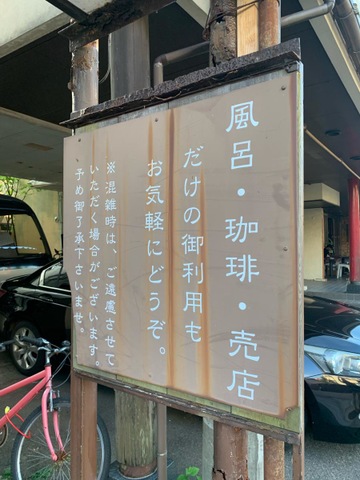 風呂・珈琲・売店
だけの御利用も
お気軽にどうぞ。
※混雑時は、ご遠慮させて
いただく場合がございます。
予め御了承下さいませ。